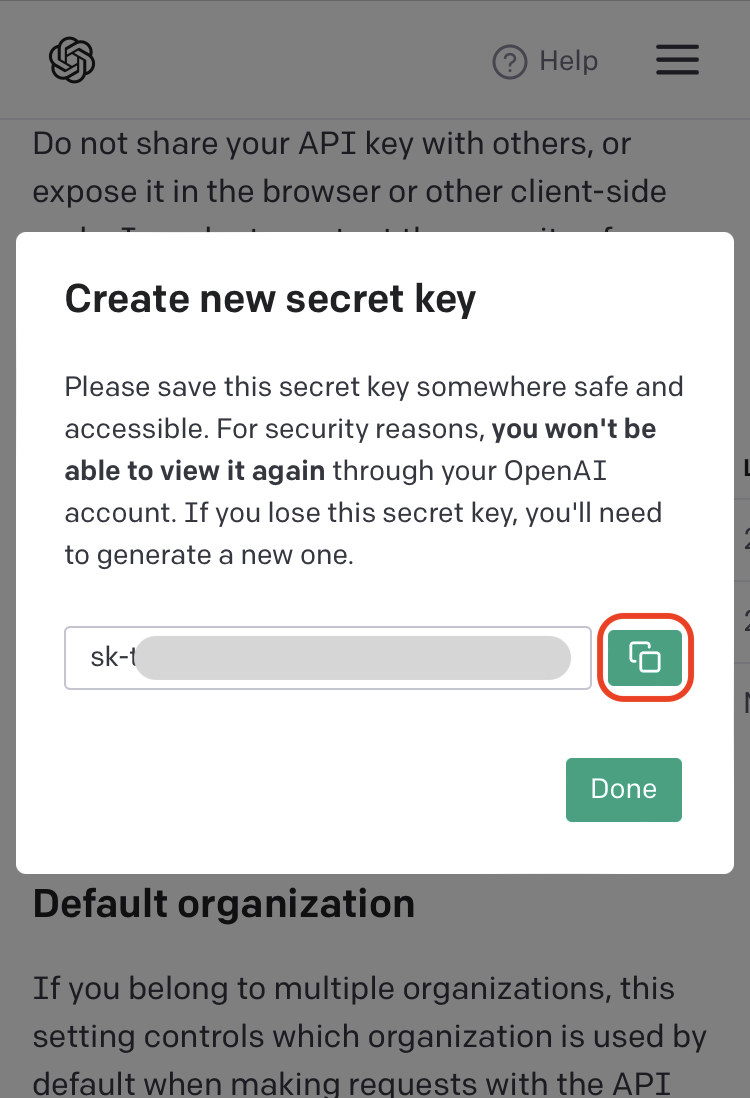 Help
Do not share your API key with others, or
expose it in the browser or other client-side
Create new secret key
Please save this secret key somewhere safe and
accessible. For security reasons, you won't be
able to view it again through your OpenAI
account. If you lose this secret key, you'll need
to generate a new one.
sk-t
Done
Default organization
If you belong to multiple organizations, this
setting controls which organization is used by
default when making requests with the API